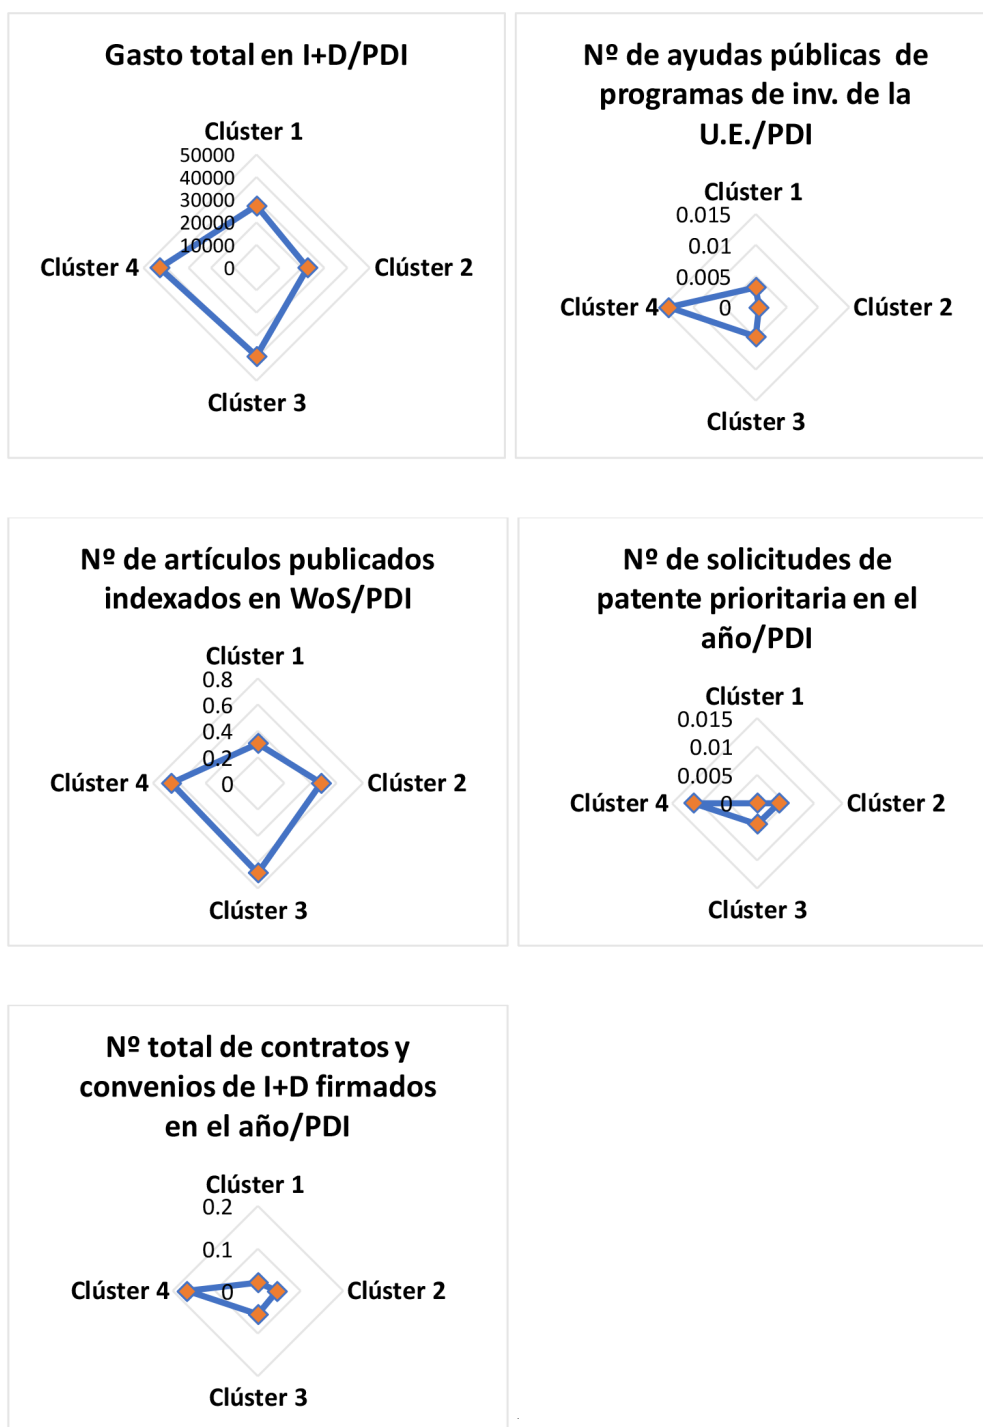 Gasto total en I+D/PDI
Clúster 1
50000
40000
30000
20000
10000
0
Clúster 4
Clúster 2
Clúster 3
Nº de ayudas públicas de
programas de inv. de la
U.E./PDI
Clúster 1
0.015
0.01
0.005
0
Clúster 4
Clúster 2
Clúster 3
Nº de artículos publicados
indexados en WoS/PDI
Clúster 1
0.8
0.6
0.4
0.2
0
Clúster 4
Clúster 2
Clúster 3
Nº de solicitudes de
patente prioritaria en el
año/PDI
Clúster 1
0.015
0.01
0.005
0
Clúster 4
Clúster 2
Clúster 3
Nº total de contratos y
convenios de I+D firmados
en el año/PDI
Clúster 1
0.2
0.1
0
Clúster 4
Clúster 2
Clúster 3